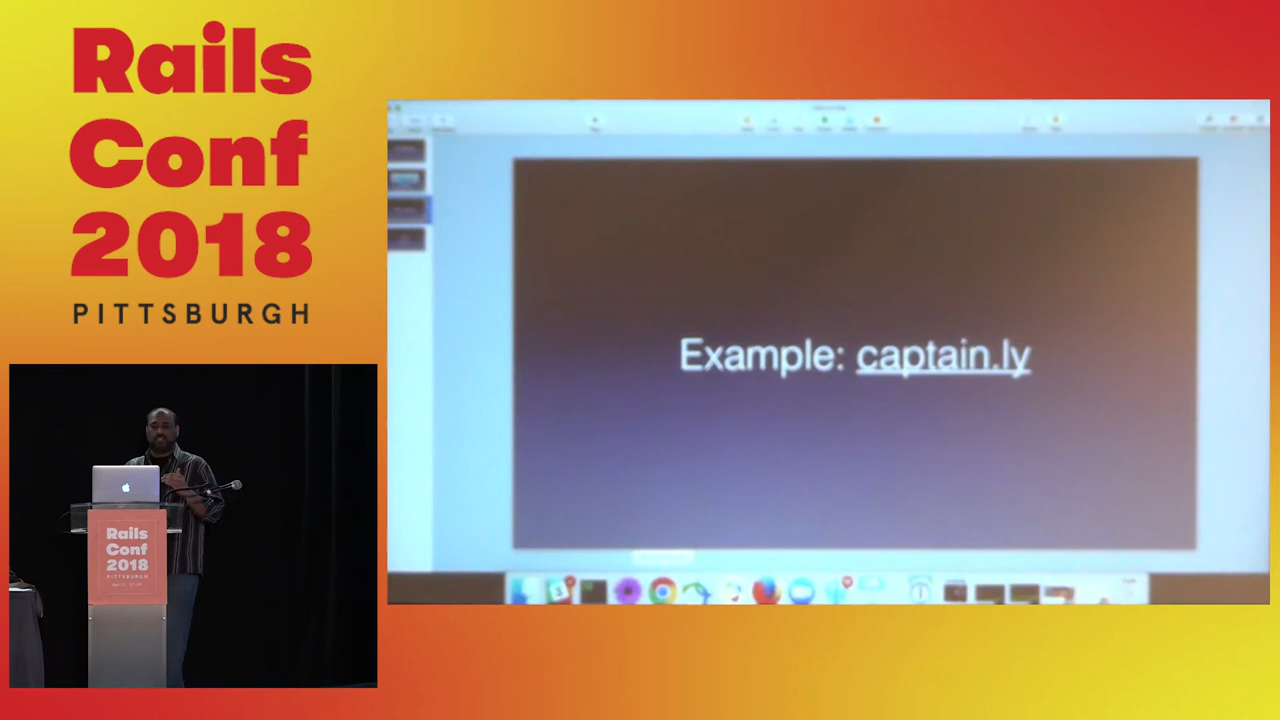 Rails
Conf
2018
PITTSBURGH
Example: captain.ly
Rails
Conf
2018
PITTSBURGH